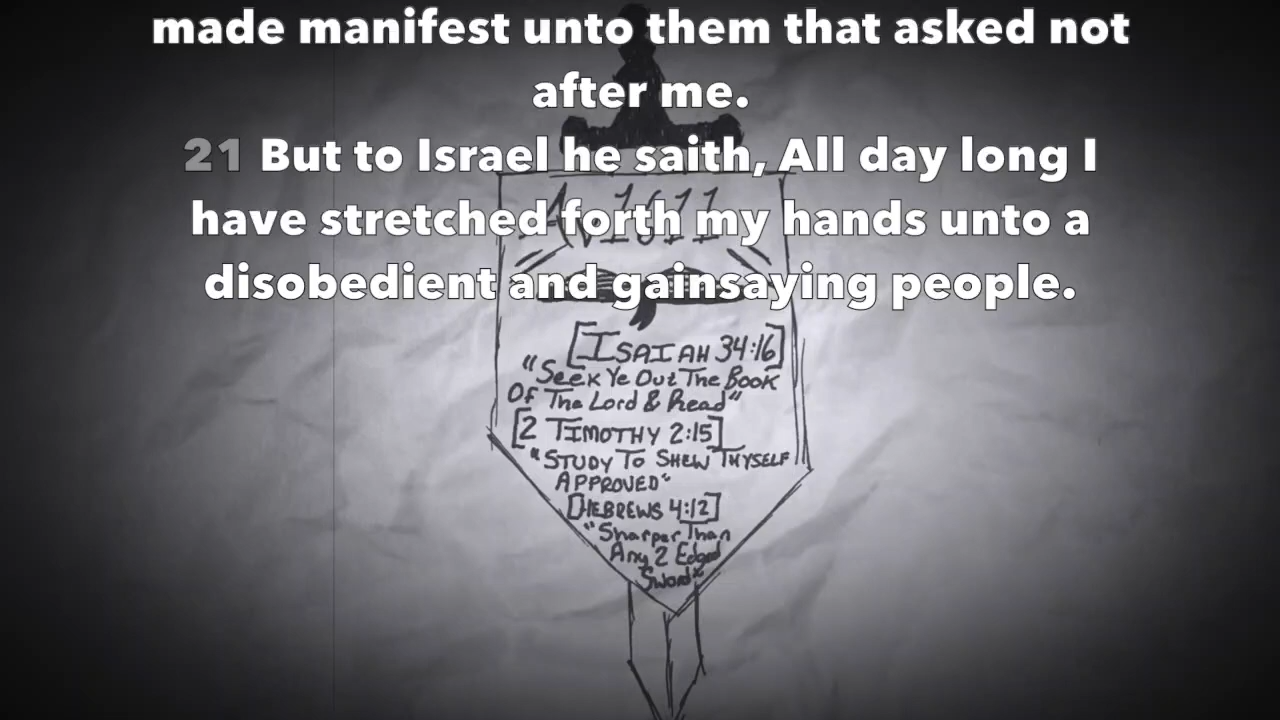 made manifest unto them that asked not
after me.
21 But to Israel he saith, All day long I
have stretched forth my hands unto a
disobedient and gainsaying people.
AV 1611
[ISAIAH 34:16]
"Seek Ye Out The Book
Of The Lord & Read"
[2 TIMOTHY 2:15]
"STUDY TO SHEW THYSELF
APPROVED"
[HEBREWS 4:12]
"Sharper Than
Any 2 Edged
Sword"